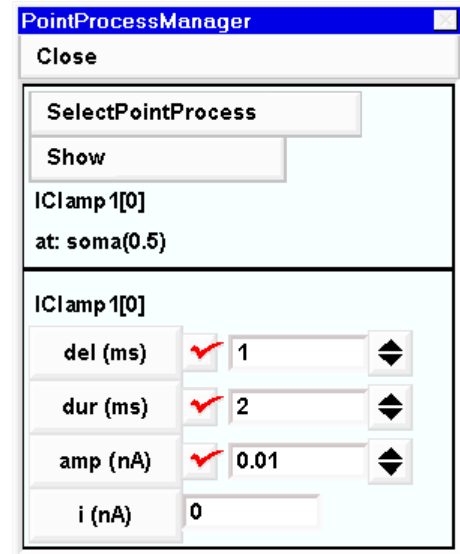 PointProcessManager
Close
SelectPointProcess
Show
IClamp1[0]
at: soma(0.5)
IClamp1[0]
del (ms) 1
dur (ms) 2
amp (nA) 0.01
i (nA) 0